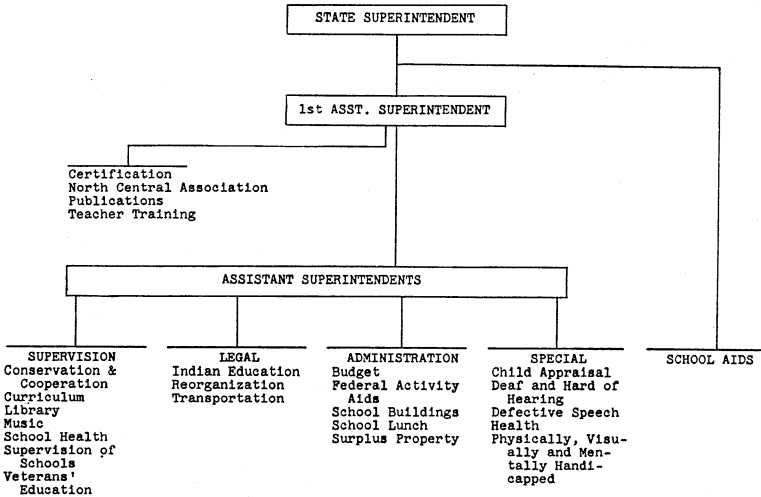 STATE SUPERINTENDENT
1st ASST. SUPERINTENDENT
Certification
North Central Association
Publications
Teacher Training
ASSISTANT SUPERINTENDENTS
SUPERVISION
Conservation &
Cooperation
Curriculum
Library
Music
School Health
Supervision of
Schools
Veterans'
Education
LEGAL
Indian Education
Reorganization
Transportation
ADMINISTRATION
Budget
Federal Activity
Aids
School Buildings
School Lunch
Surplus Property
SPECIAL
Child Appraisal
Deaf and Hard of
Hearing
Defective Speech
Health
Physically, Visu-
ally and Men-
tally Handi-
capped
SCHOOL AIDS